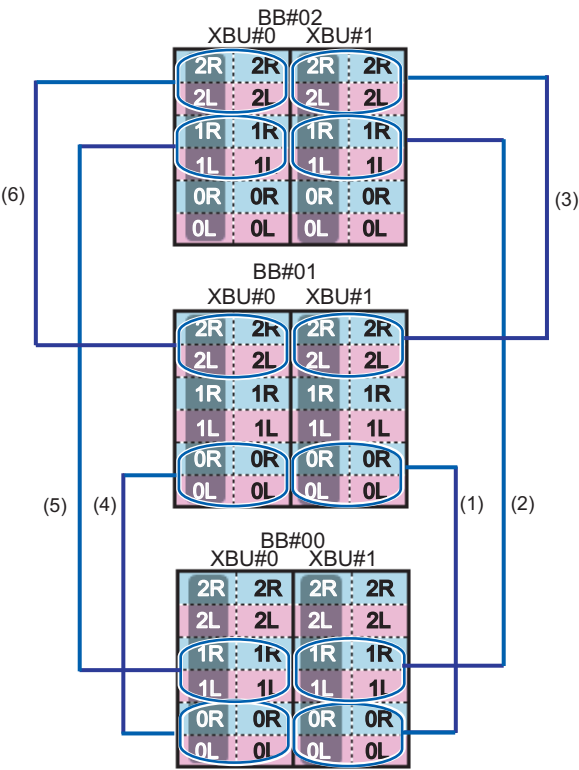 BB#02
XBU#0 XBU#1
2R 2R 2R 2R
2L 2L 2L 2L
1R 1R 1R 1R
1L 1L 1L 1L
(6) 0R 0R 0R 0R (3)
0L 0L 0L 0L
BB#01
XBU#0 XBU#1
2R 2R 2R 2R
2L 2L 2L 2L
1R 1R 1R 1R
1L 1L 1L 1L
0R 0R 0R 0R
0L 0L 0L 0L
(5) (4) (1) (2)
BB#00
XBU#0 XBU#1
2R 2R 2R 2R
2L 2L 2L 2L
1R 1R 1R 1R
1L 1L 1L 1L
0R 0R 0R 0R
0L 0L 0L 0L